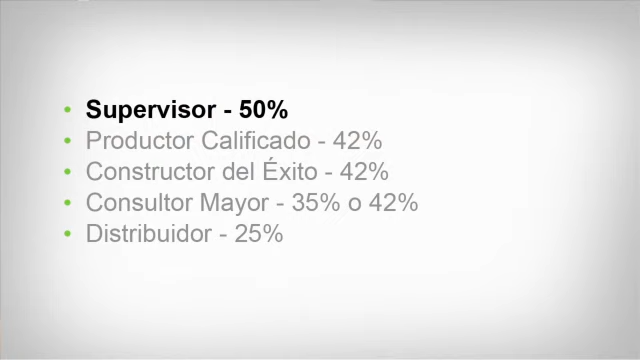 • Supervisor - 50%
• Productor Calificado - 42%
• Constructor del Éxito - 42%
• Consultor Mayor - 35% o 42%
• Distribuidor - 25%